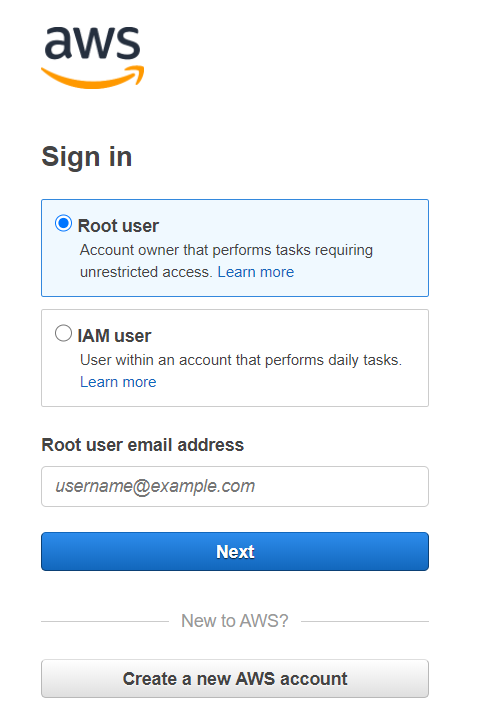 aws
Sign in
Root user
Account owner that performs tasks requiring
unrestricted access. Learn more
IAM user
User within an account that performs daily tasks.
Learn more
Root user email address
username@example.com
Next
New to AWS?
Create a new AWS account